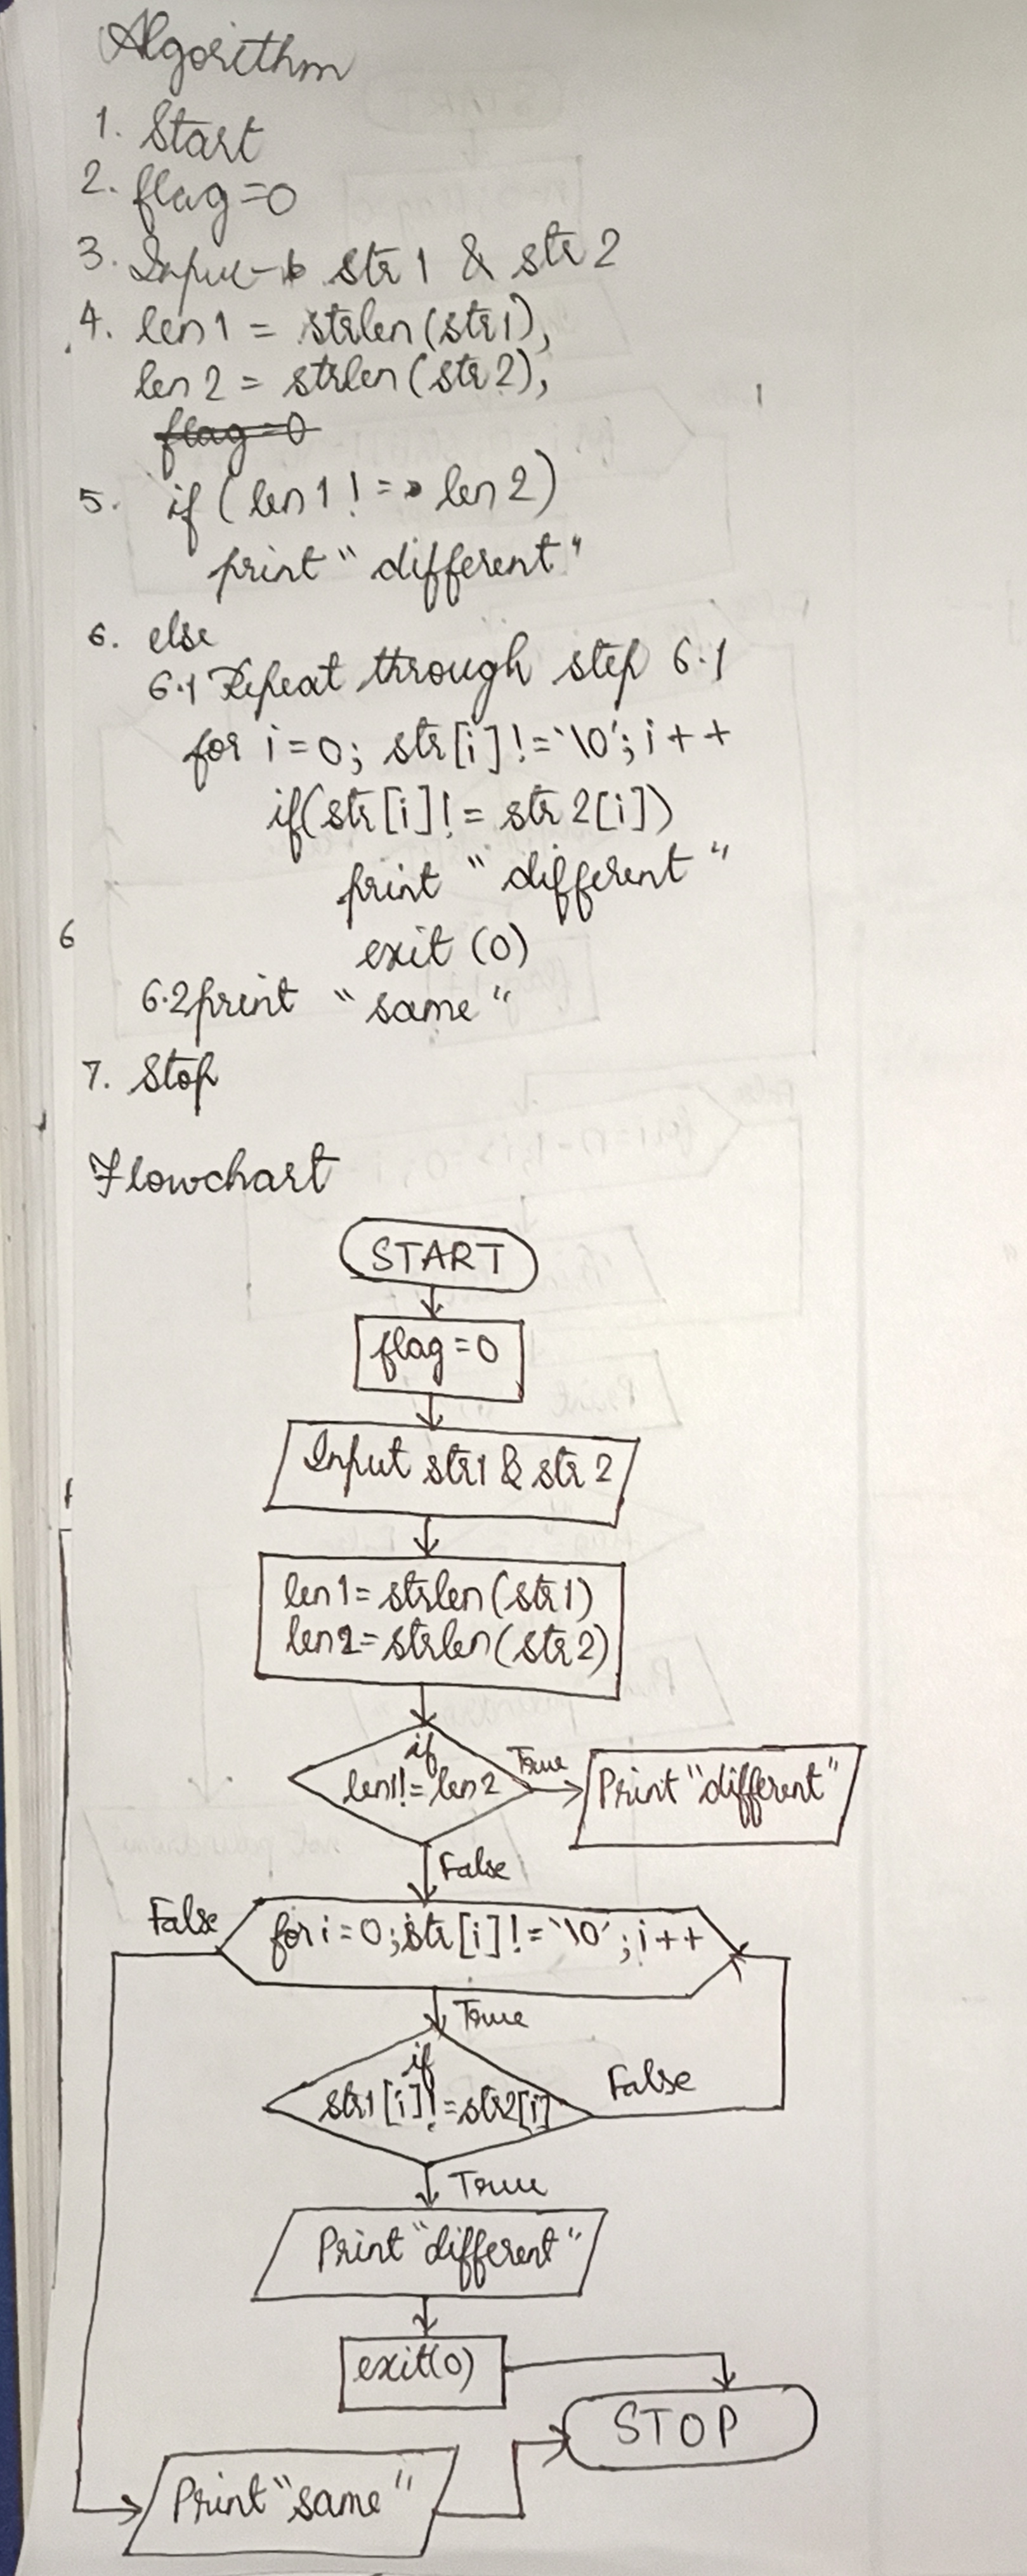 Algorithm
1. Start
2. flag=0
3. Input str1 & str2
4. len1 = strlen(str1),
len2 = strlen(str2),
flag=0
5. if (len1 != len2)
print "different"
6. else
6.1 Repeat through step 6.1
for i=0; str[i]!='\0'; i++
if(str[i]!= str2[i])
print "different"
6
exit (0)
6.2 print "same"
7. Stop
Flowchart
START
flag=0
Input str1 & str2
len1=strlen(str1)
len2=strlen(str2)
if
len1!=len2
True
Print "different"
False
False
for i=0;str[i]!='\0';i++
True
if
str1[i]!=str2[i]
False
True
Print "different"
exit(0)
STOP
Print "same"